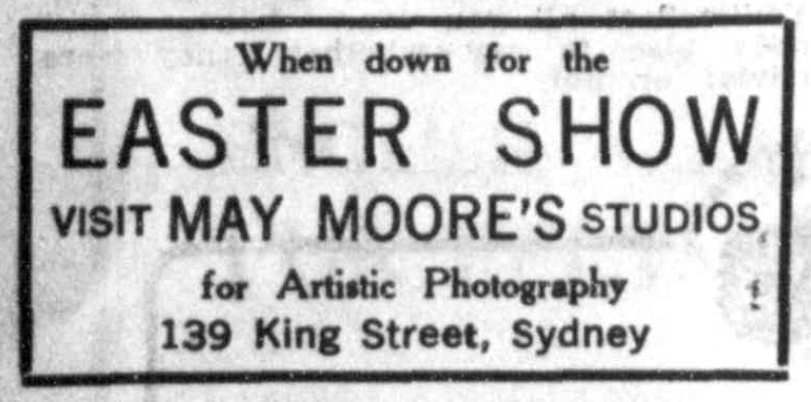 When down for the
EASTER SHOW
VISIT MAY MOORE'S STUDIOS
for Artistic Photography
139 King Street, Sydney